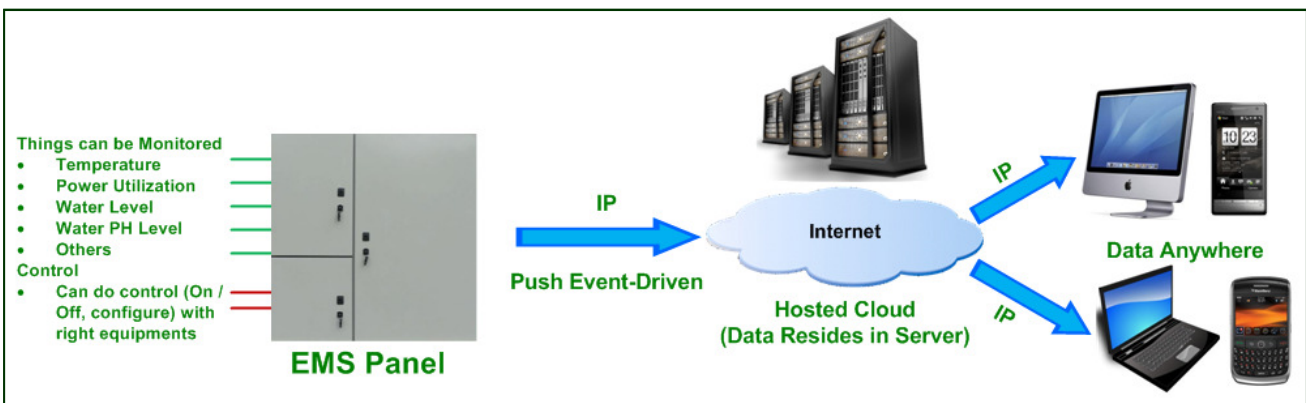 Things can be Monitored
• Temperature
• Power Utilization
• Water Level
• Water PH Level
• Others
Control
• Can do control (On /
Off, configure) with
right equipments
EMS Panel
IP
Push Event-Driven
Internet
Hosted Cloud
(Data Resides in Server)
IP
IP
10 23
Data Anywhere